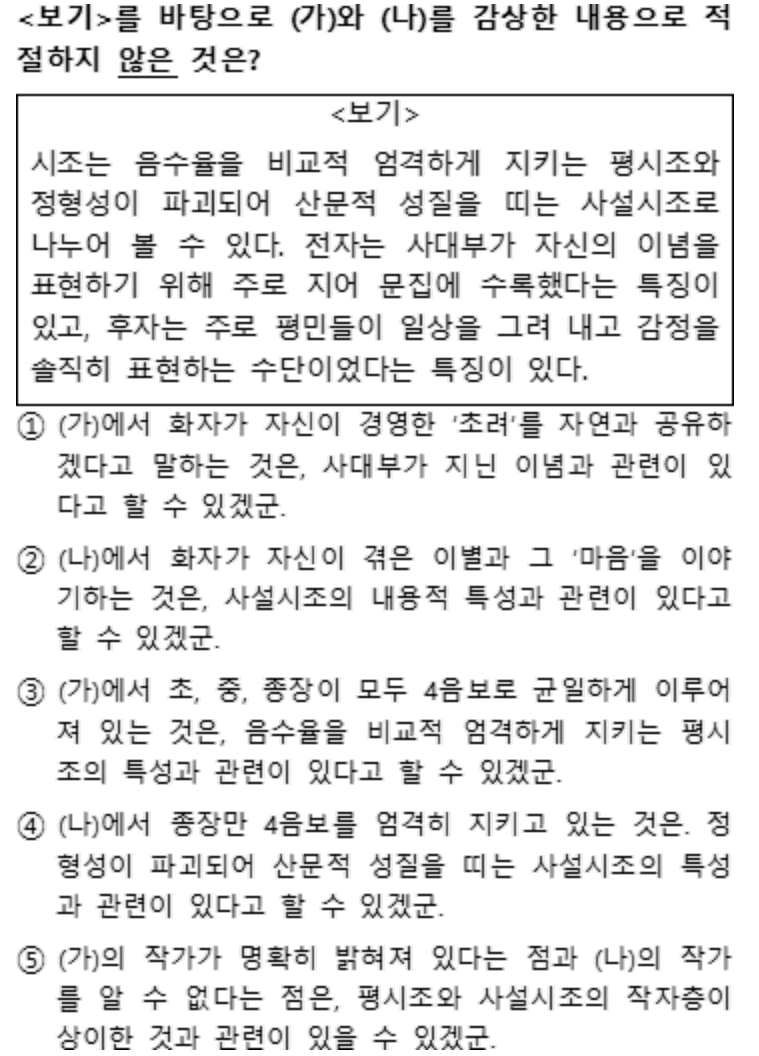 <보기>를 바탕으로 (가)와 (나)를 감상한 내용으로 적
절하지 않은 것은?
<보기>
시조는 음수율을 비교적 엄격하게 지키는 평시조와
정형성이 파괴되어 산문적 성질을 띠는 사설시조로
나누어 볼 수 있다. 전자는 사대부가 자신의 이념을
표현하기 위해 주로 지어 문집에 수록했다는 특징이
있고, 후자는 주로 평민들이 일상을 그려 내고 감정을
솔직히 표현하는 수단이었다는 특징이 있다.
① (가)에서 화자가 자신이 경영한 '초려'를 자연과 공유하
겠다고 말하는 것은, 사대부가 지닌 이념과 관련이 있
다고 할 수 있겠군.
② (나)에서 화자가 자신이 겪은 이별과 그 '마음'을 이야
기하는 것은, 사설시조의 내용적 특성과 관련이 있다고
할 수 있겠군.
③ (가)에서 초, 중, 종장이 모두 4음보로 균일하게 이루어
져 있는 것은, 음수율을 비교적 엄격하게 지키는 평시
조의 특성과 관련이 있다고 할 수 있겠군.
④ (나)에서 종장만 4음보를 엄격히 지키고 있는 것은. 정
형성이 파괴되어 산문적 성질을 띠는 사설시조의 특성
과 관련이 있다고 할 수 있겠군.
⑤ (가)의 작가가 명확히 밝혀져 있다는 점과 (나)의 작가
를 알 수 없다는 점은, 평시조와 사설시조의 작자층이
상이한 것과 관련이 있을 수 있겠군.